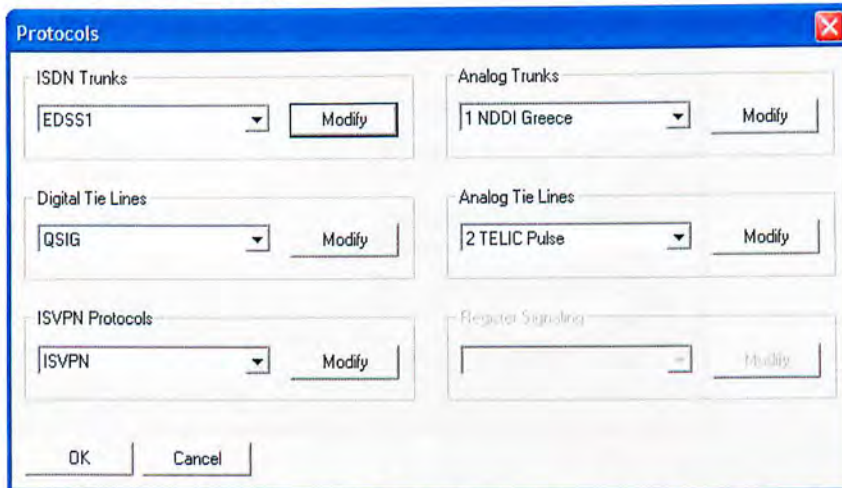 Protocols
ISDN Trunks
EDSS1
Modify
Analog Trunks
1 NDDI Greece
Modify
Digital Tie Lines
QSIG
Modify
Analog Tie Lines
2 TELIC Pulse
Modify
ISVPN Protocols
ISVPN
Modify
Register Signaling
Modify
OK
Cancel